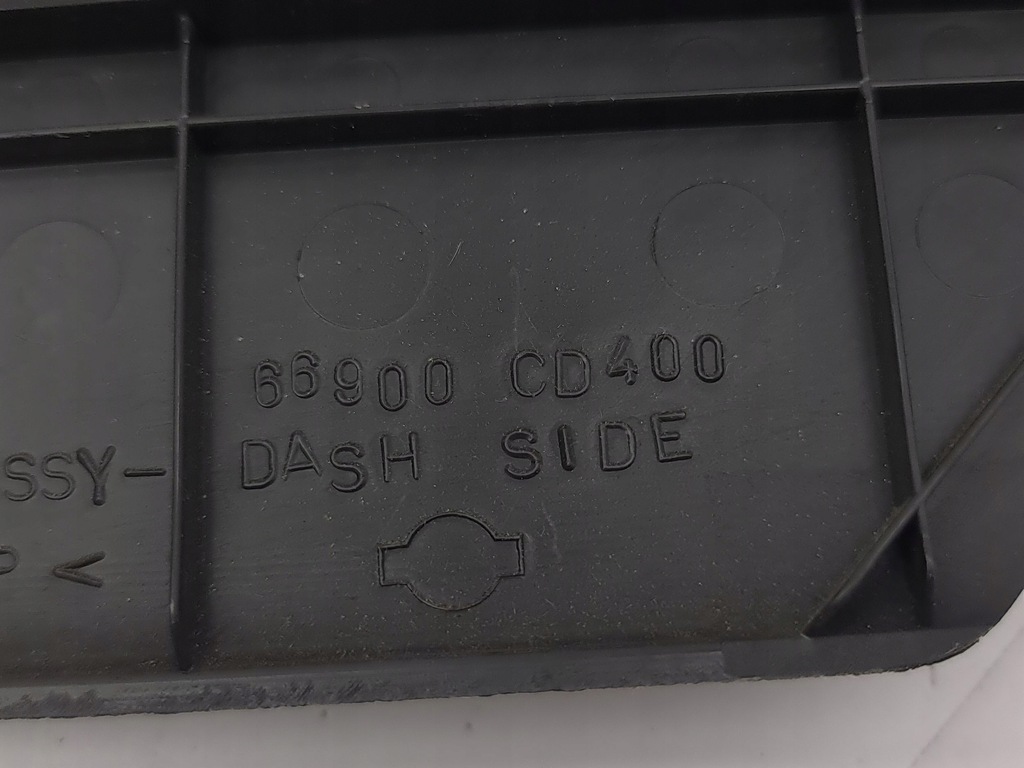 66900 CD400
SSY- DASH SIDE
P <